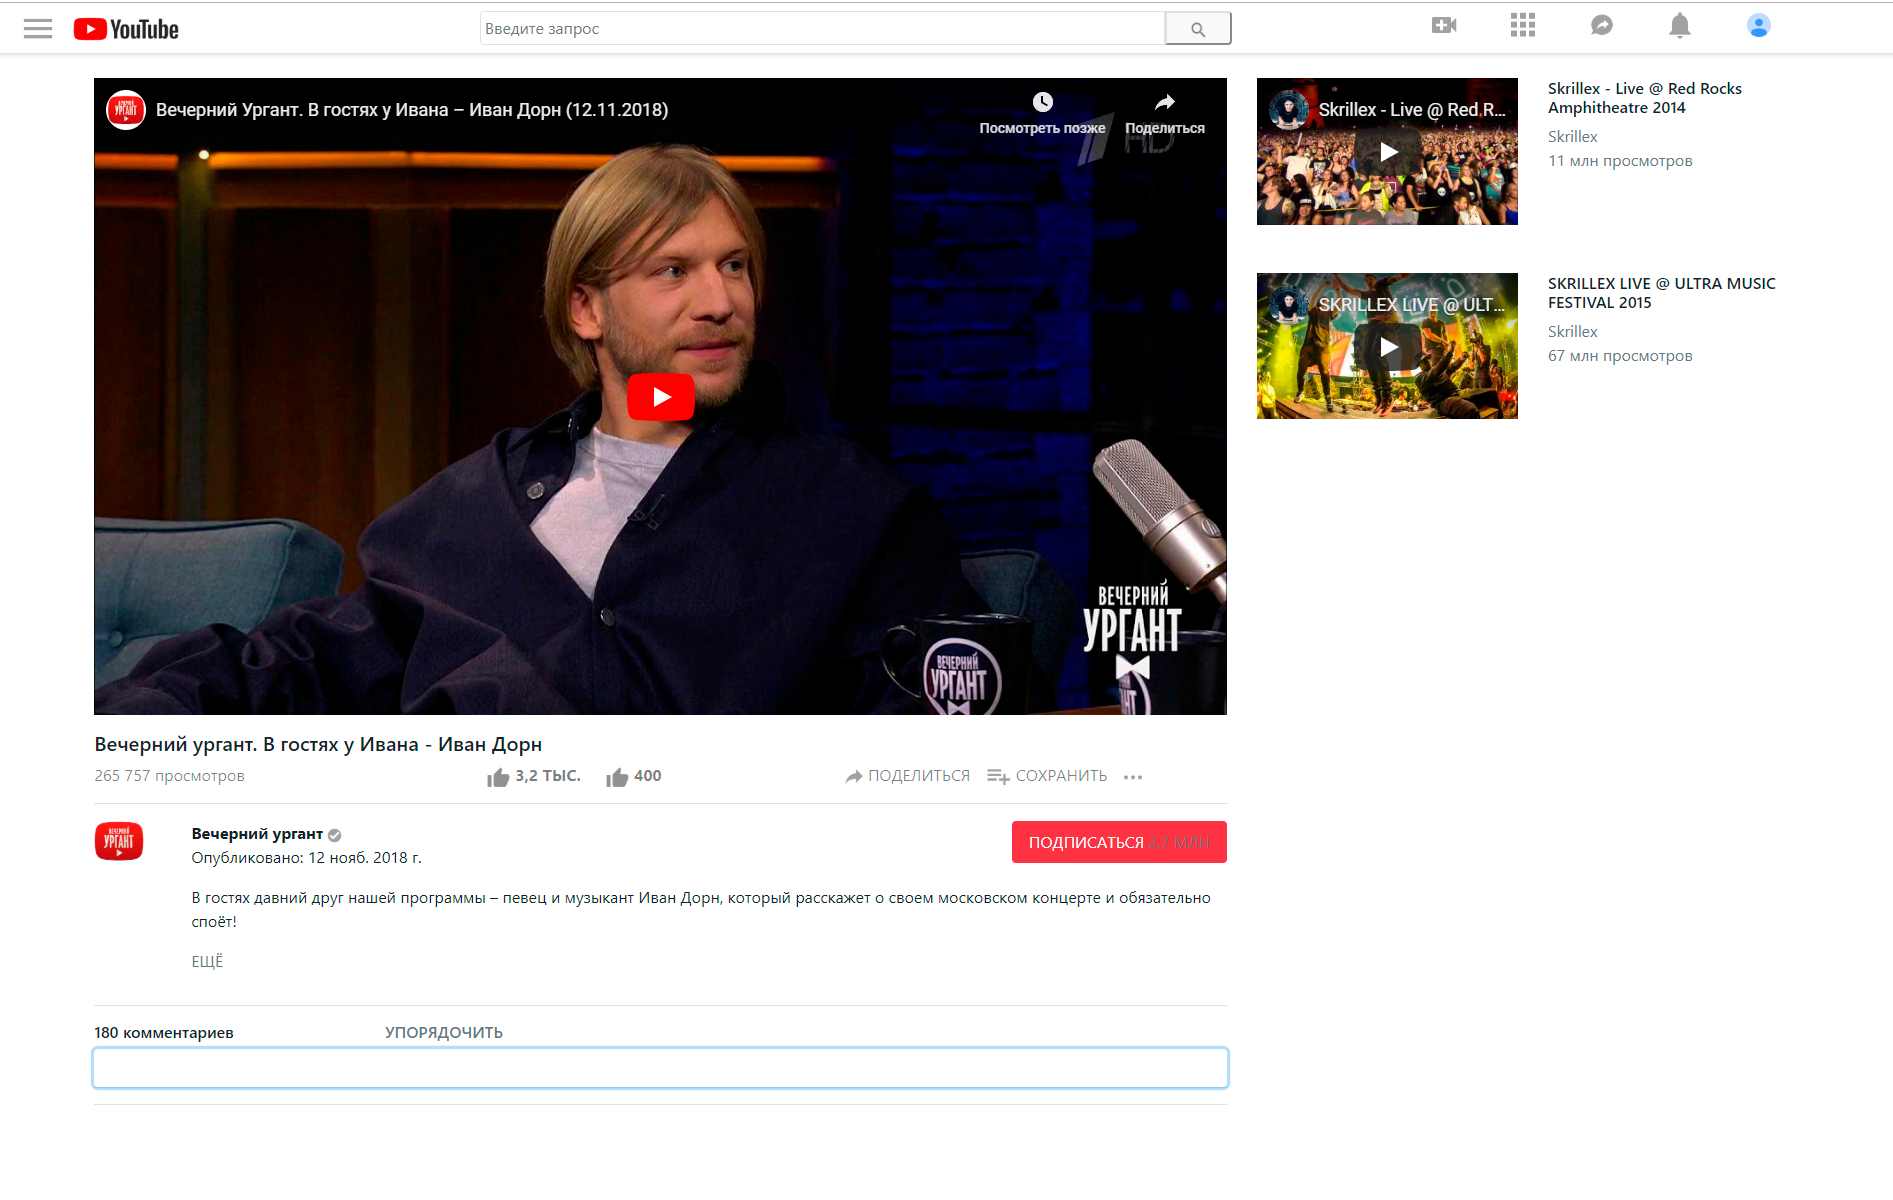 YouTube
Введите запрос
ВЕЧЕРНИЙ
УРГАНТ
Вечерний Ургант. В гостях у Ивана – Иван Дорн (12.11.2018)
Посмотреть позже
Поделиться
HD
ВЕЧЕРНИЙ
УРГАНТ
ВЕЧЕРНИЙ
УРГАНТ
Skrillex - Live @ Red R...
Skrillex - Live @ Red Rocks
Amphitheatre 2014
Skrillex
11 млн просмотров
SKRILLEX LIVE @ ULT...
SKRILLEX LIVE @ ULTRA MUSIC
FESTIVAL 2015
Skrillex
67 млн просмотров
Вечерний ургант. В гостях у Ивана - Иван Дорн
265 757 просмотров
3,2 ТЫС.
400
ПОДЕЛИТЬСЯ
СОХРАНИТЬ
ВЕЧЕРНИЙ
УРГАНТ
Вечерний ургант
Опубликовано: 12 нояб. 2018 г.
ПОДПИСАТЬСЯ 2,7 МЛН
В гостях давний друг нашей программы – певец и музыкант Иван Дорн, который расскажет о своем московском концерте и обязательно
споёт!
ЕЩЁ
180 комментариев
УПОРЯДОЧИТЬ